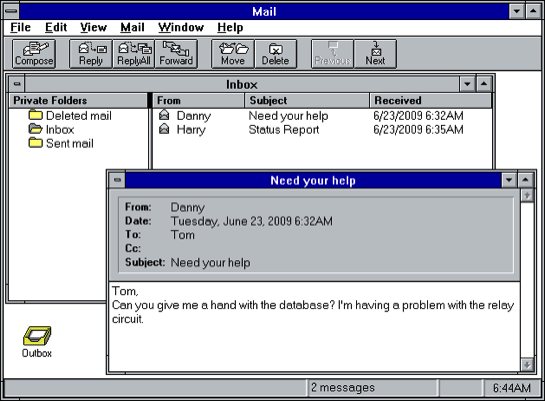 Mail
File Edit View Mail Window Help
Compose Reply ReplyAll Forward Move Delete Previous Next
Inbox
Private Folders From Subject Received
Deleted mail Danny Need your help 6/23/2009 6:32AM
Inbox Harry Status Report 6/23/2009 6:35AM
Sent mail
Need your help
From: Danny
Date: Tuesday, June 23, 2009 6:32AM
To: Tom
Cc:
Subject: Need your help
Tom,
Can you give me a hand with the database? I'm having a problem with the relay
circuit.
Outbox
2 messages 6:44AM